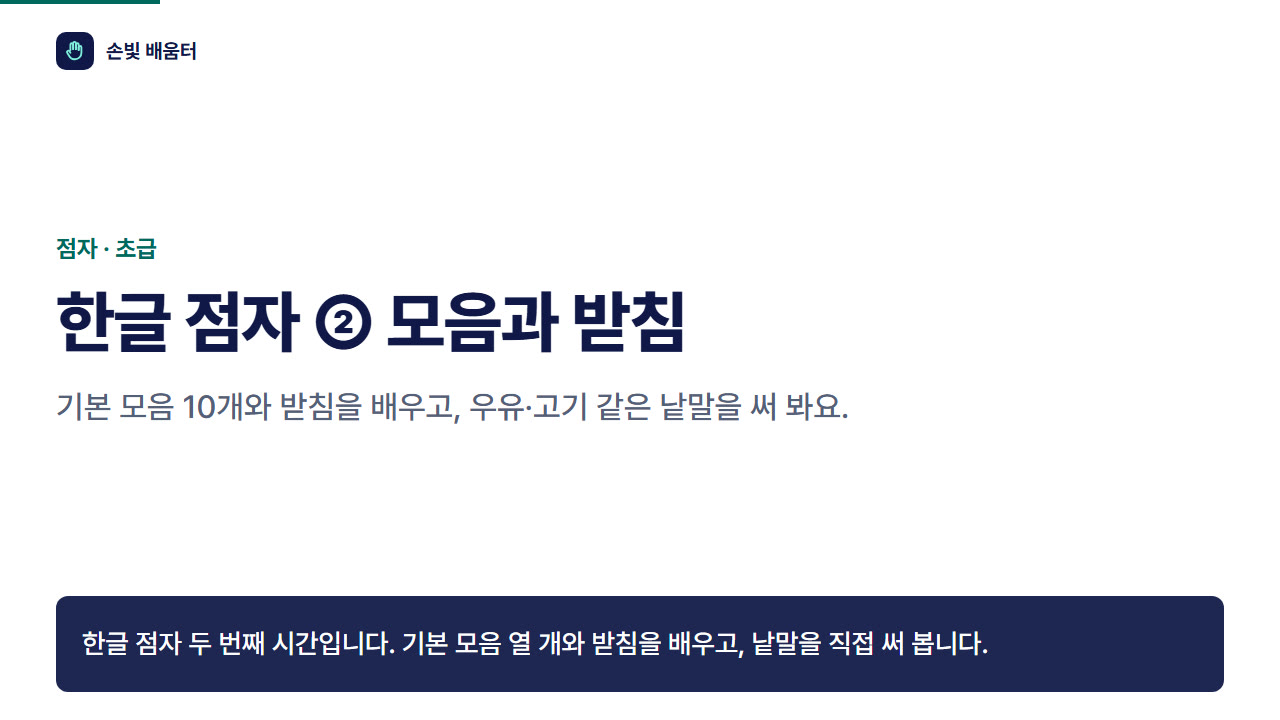 손빛 배움터
점자 · 초급
한글 점자 ② 모음과 받침
기본 모음 10개와 받침을 배우고, 우유·고기 같은 낱말을 써 봐요.
한글 점자 두 번째 시간입니다. 기본 모음 열 개와 받침을 배우고, 낱말을 직접 써 봅니다.